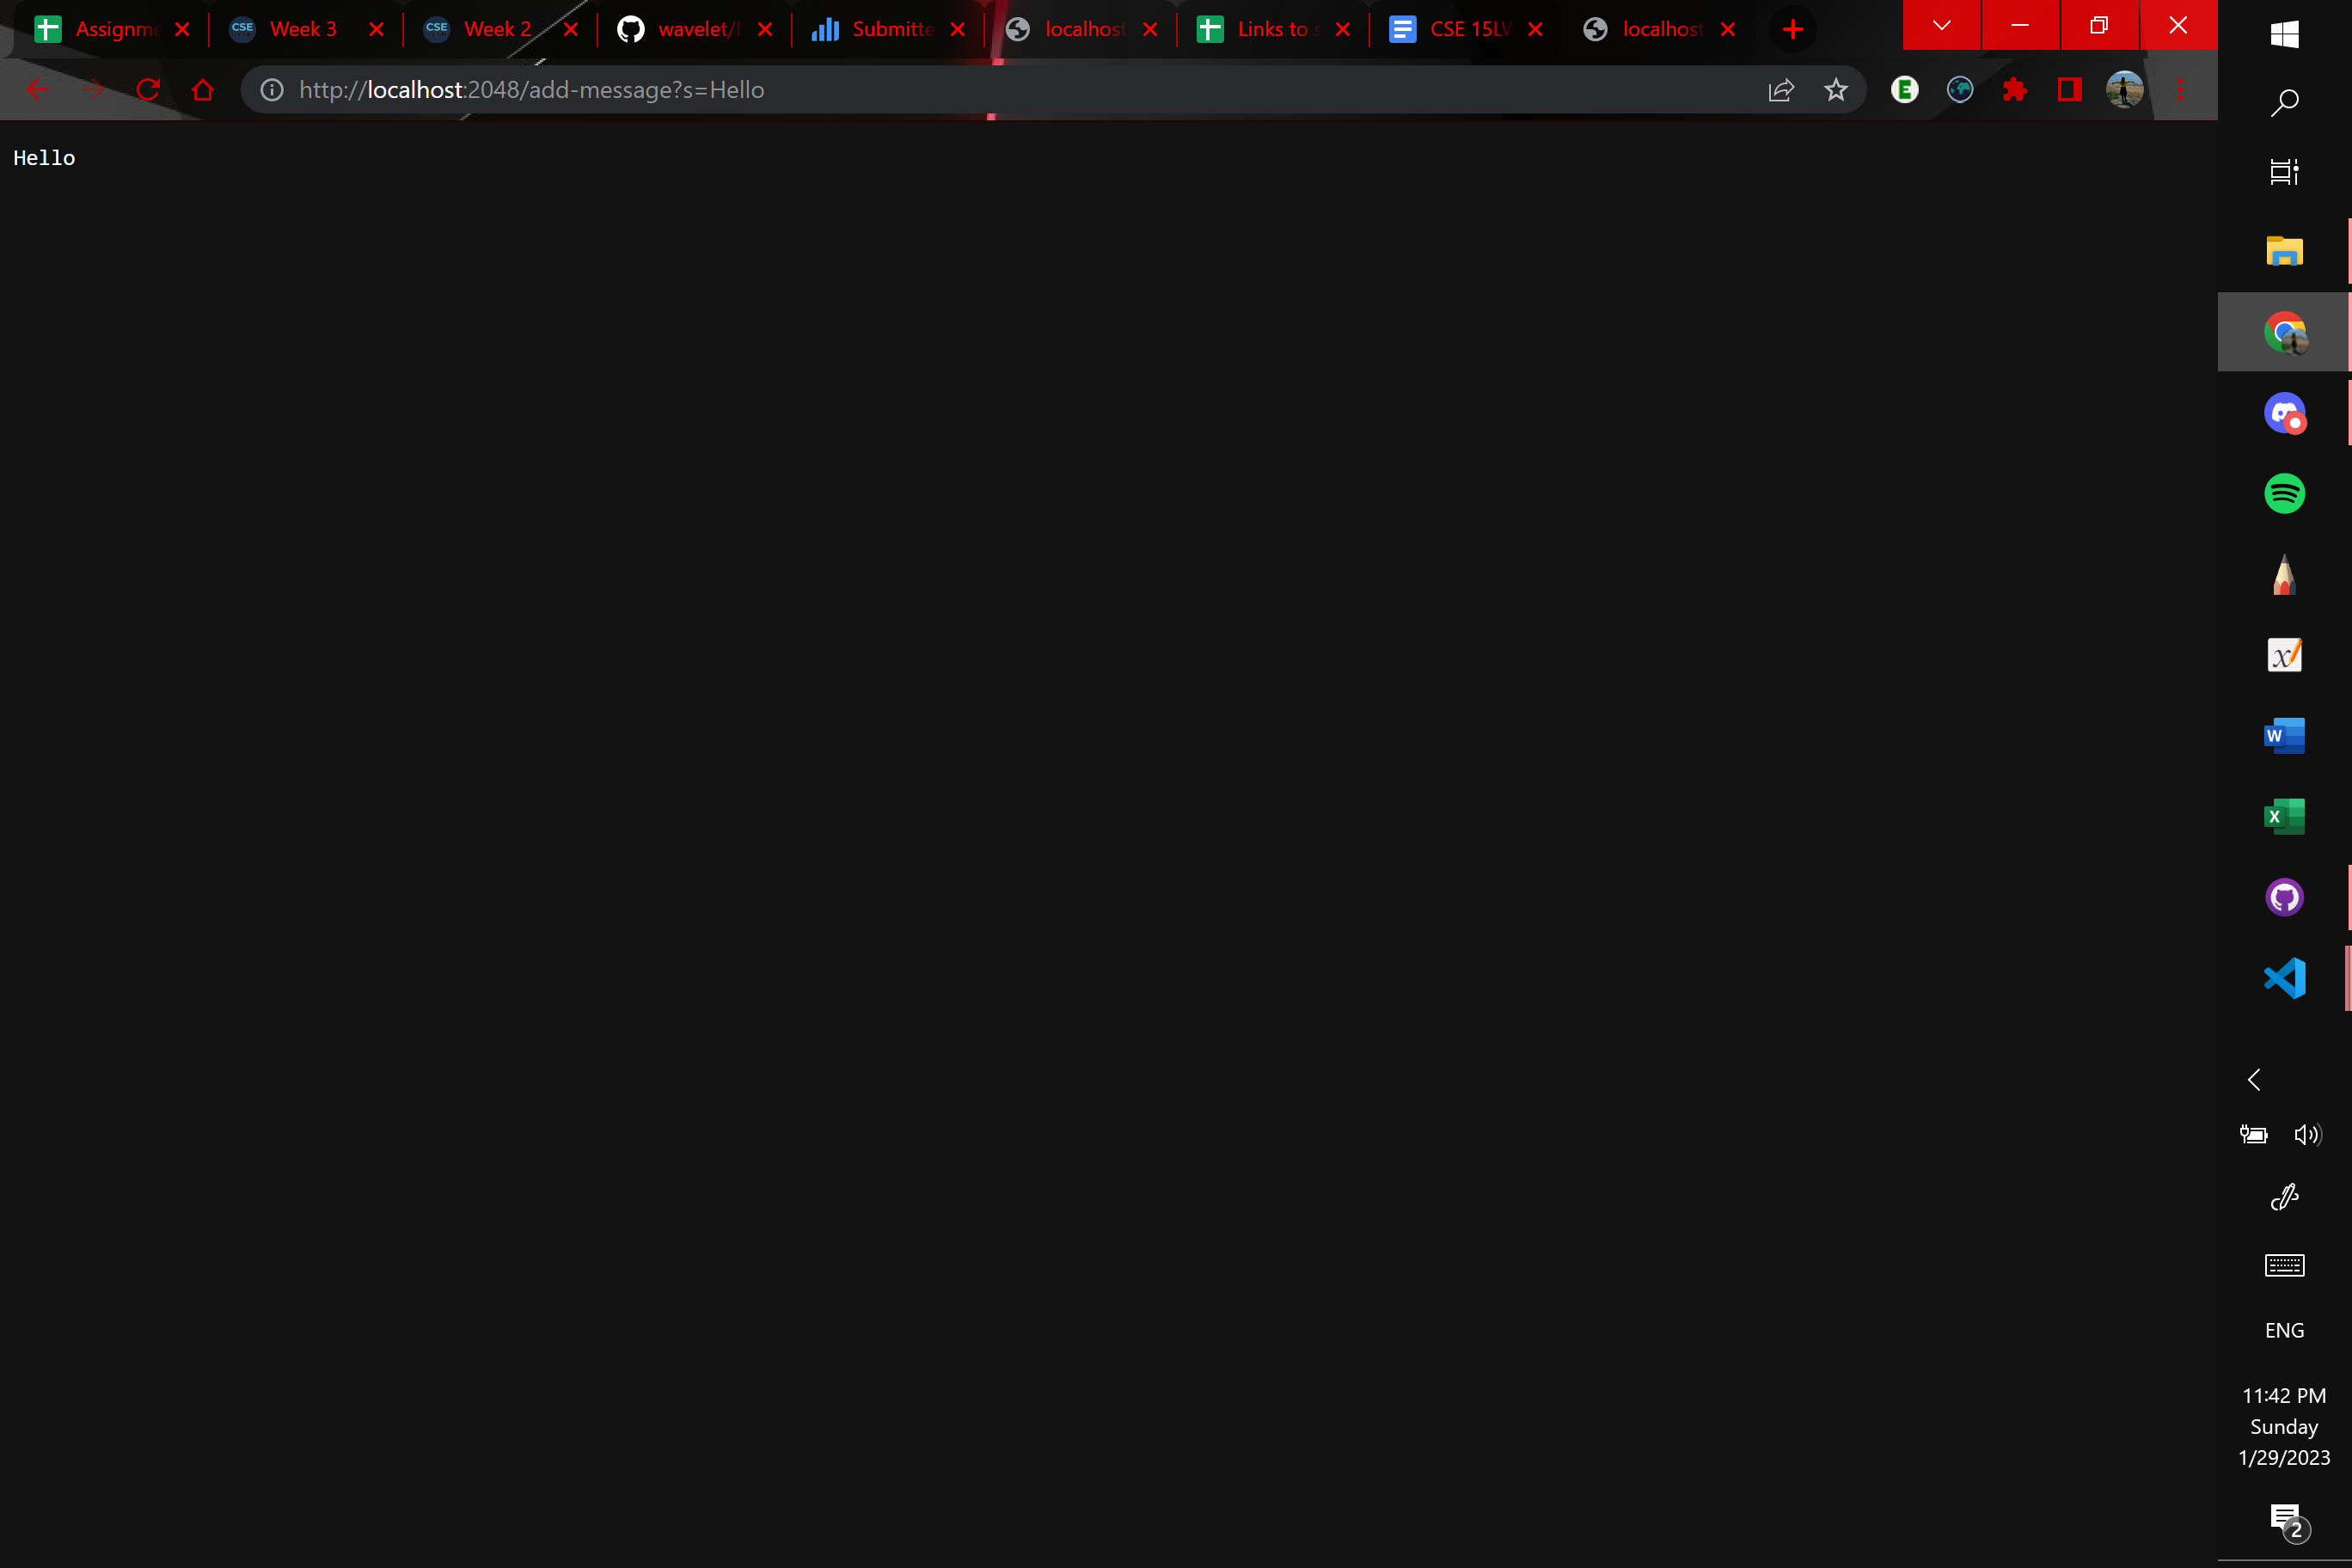 Assignme
CSE Week 3
CSE Week 2
wavelet/
Submitte
localhost
Links to s
CSE 15L
localhost
http://localhost:2048/add-message?s=Hello
E
Hello
x
W
X
ENG
11:42 PM
Sunday
1/29/2023
2